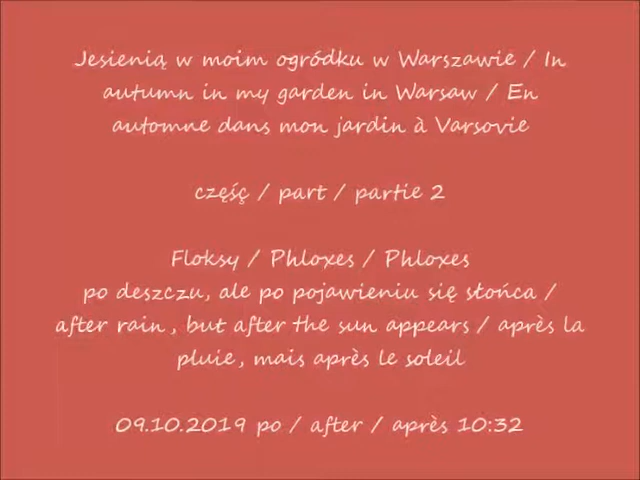 Jesienią w moim ogródku w Warszawie / In
autumn in my garden in Warsaw / En
automne dans mon jardin à Varsovie
częśç / part / partie 2
Floksy / Phloxes / Phloxes
po deszczu, ale po pojawieniu się słońca /
after rain , but after the sun appears / après la
pluie , mais après le soleil
09.10.2019 po / after / après 10:32